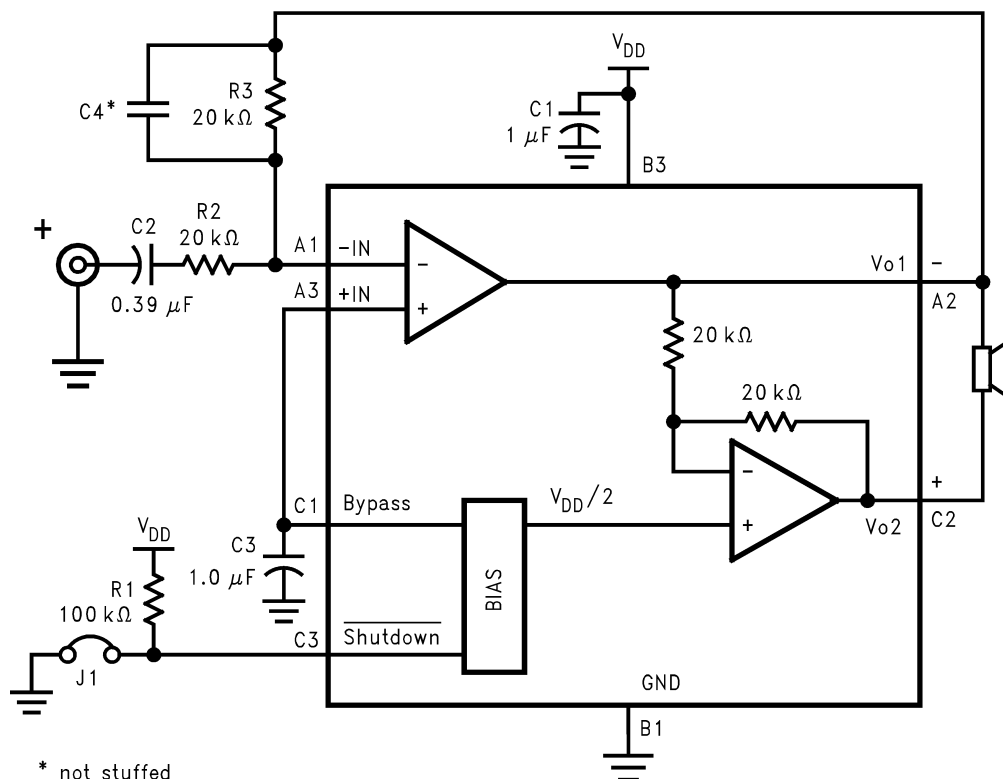 V_DD
C4*
R3
20 kΩ
C1
1 µF
B3
+
C2
0.39 µF
R2
20 kΩ
A1
-IN
A3
+IN
-
+
Vo1
-
A2
20 kΩ
20 kΩ
-
+
+
C2
Vo2
C1
Bypass
V_DD/2
V_DD
C3
1.0 µF
R1
100 kΩ
BIAS
C3
Shutdown
J1
GND
B1
* not stuffed